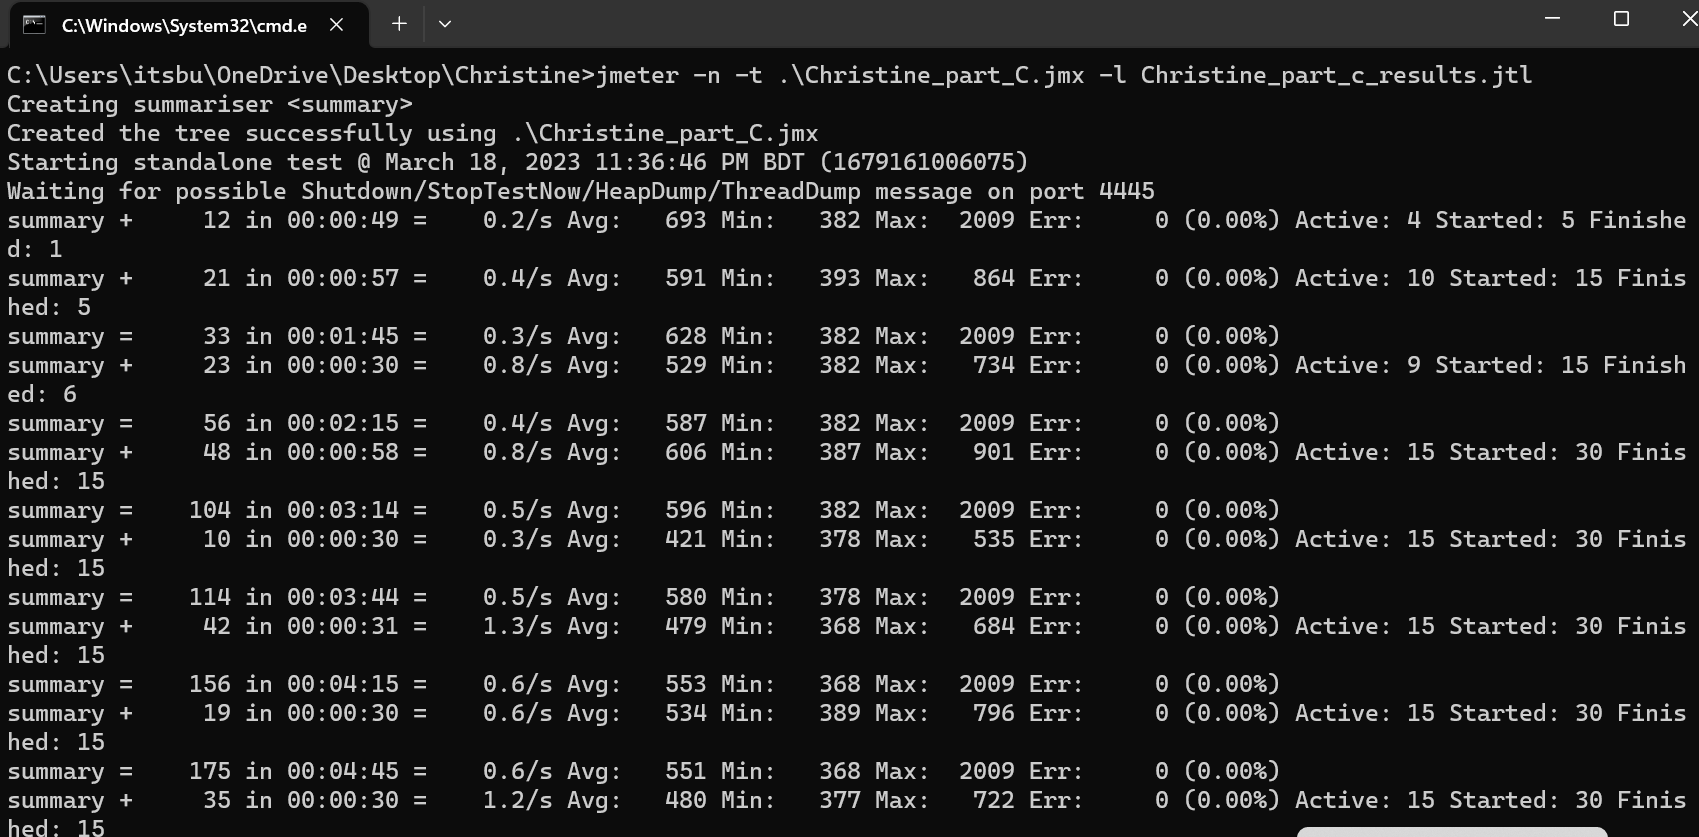 C:\Windows\System32\cmd.e
C:\Users\itsbu\OneDrive\Desktop\Christine>jmeter -n -t .\Christine_part_C.jmx -l Christine_part_c_results.jtl
Creating summariser <summary>
Created the tree successfully using .\Christine_part_C.jmx
Starting standalone test @ March 18, 2023 11:36:46 PM BDT (1679161006075)
Waiting for possible Shutdown/StopTestNow/HeapDump/ThreadDump message on port 4445
summary +     12 in 00:00:49 =    0.2/s Avg:   693 Min:   382 Max:  2009 Err:     0 (0.00%) Active: 4 Started: 5 Finishe
d: 1
summary +     21 in 00:00:57 =    0.4/s Avg:   591 Min:   393 Max:   864 Err:     0 (0.00%) Active: 10 Started: 15 Finis
hed: 5
summary =     33 in 00:01:45 =    0.3/s Avg:   628 Min:   382 Max:  2009 Err:     0 (0.00%)
summary +     23 in 00:00:30 =    0.8/s Avg:   529 Min:   382 Max:   734 Err:     0 (0.00%) Active: 9 Started: 15 Finish
ed: 6
summary =     56 in 00:02:15 =    0.4/s Avg:   587 Min:   382 Max:  2009 Err:     0 (0.00%)
summary +     48 in 00:00:58 =    0.8/s Avg:   606 Min:   387 Max:   901 Err:     0 (0.00%) Active: 15 Started: 30 Finis
hed: 15
summary =    104 in 00:03:14 =    0.5/s Avg:   596 Min:   382 Max:  2009 Err:     0 (0.00%)
summary +     10 in 00:00:30 =    0.3/s Avg:   421 Min:   378 Max:   535 Err:     0 (0.00%) Active: 15 Started: 30 Finis
hed: 15
summary =    114 in 00:03:44 =    0.5/s Avg:   580 Min:   378 Max:  2009 Err:     0 (0.00%)
summary +     42 in 00:00:31 =    1.3/s Avg:   479 Min:   368 Max:   684 Err:     0 (0.00%) Active: 15 Started: 30 Finis
hed: 15
summary =    156 in 00:04:15 =    0.6/s Avg:   553 Min:   368 Max:  2009 Err:     0 (0.00%)
summary +     19 in 00:00:30 =    0.6/s Avg:   534 Min:   389 Max:   796 Err:     0 (0.00%) Active: 15 Started: 30 Finis
hed: 15
summary =    175 in 00:04:45 =    0.6/s Avg:   551 Min:   368 Max:  2009 Err:     0 (0.00%)
summary +     35 in 00:00:30 =    1.2/s Avg:   480 Min:   377 Max:   722 Err:     0 (0.00%) Active: 15 Started: 30 Finis
hed: 15